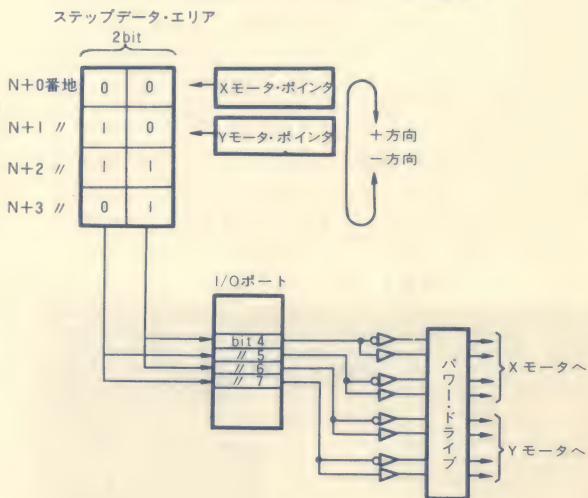 ステップデータ・エリア
2bit
N+0番地 0 0
N+1 〃 1 0
N+2 〃 1 1
N+3 〃 0 1
Xモータ・ポインタ
Yモータ・ポインタ
+方向
−方向
I/Oポート
bit 4
〃 5
〃 6
〃 7
パワー・ドライブ
Xモータへ
Yモータへ